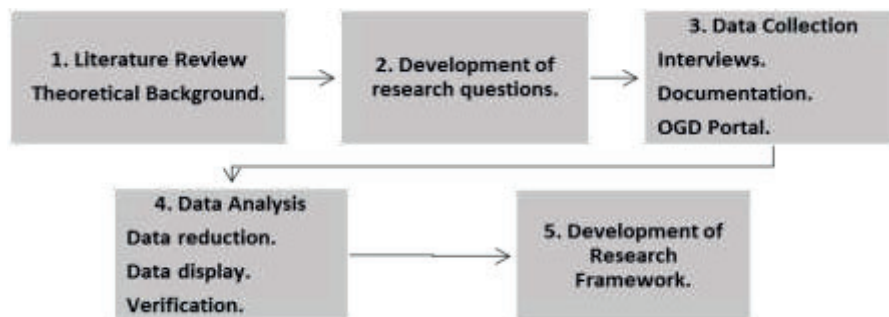 1. Literature Review
Theoretical Background.
2. Development of
research questions.
3. Data Collection
Interviews.
Documentation.
OGD Portal.
4. Data Analysis
Data reduction.
Data display.
Verification.
5. Development of
Research
Framework.